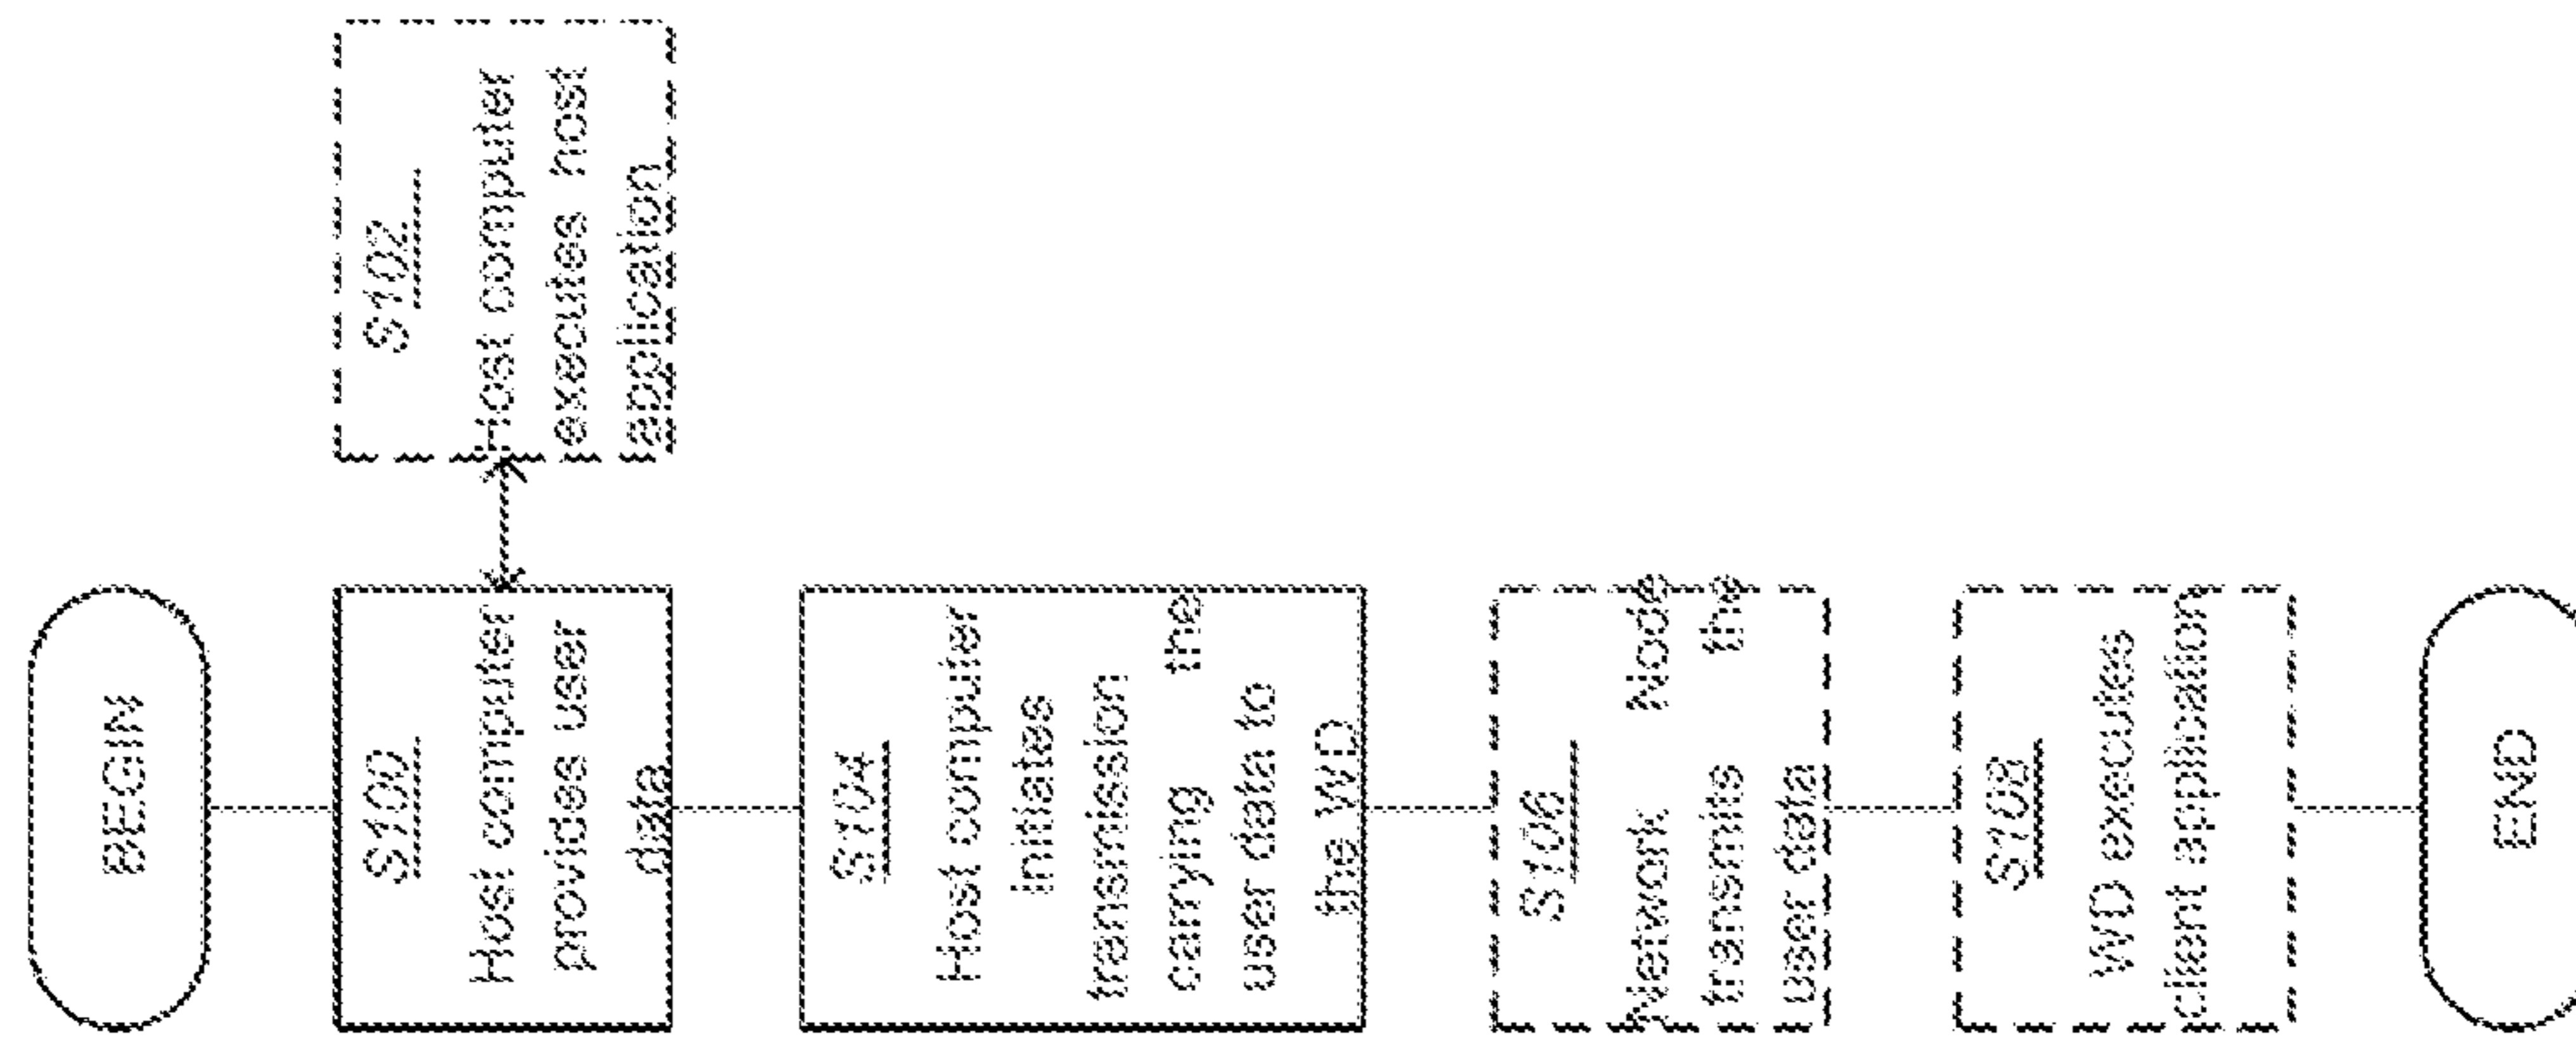 BEGIN
S100
Host computer
provides user
data
S102
Host computer
executes host
application
S104
Host computer
initiates
transmission
carrying the
user data to
the WD
S106
Network Node
transmits the
user data
S108
WD executes
client application
END